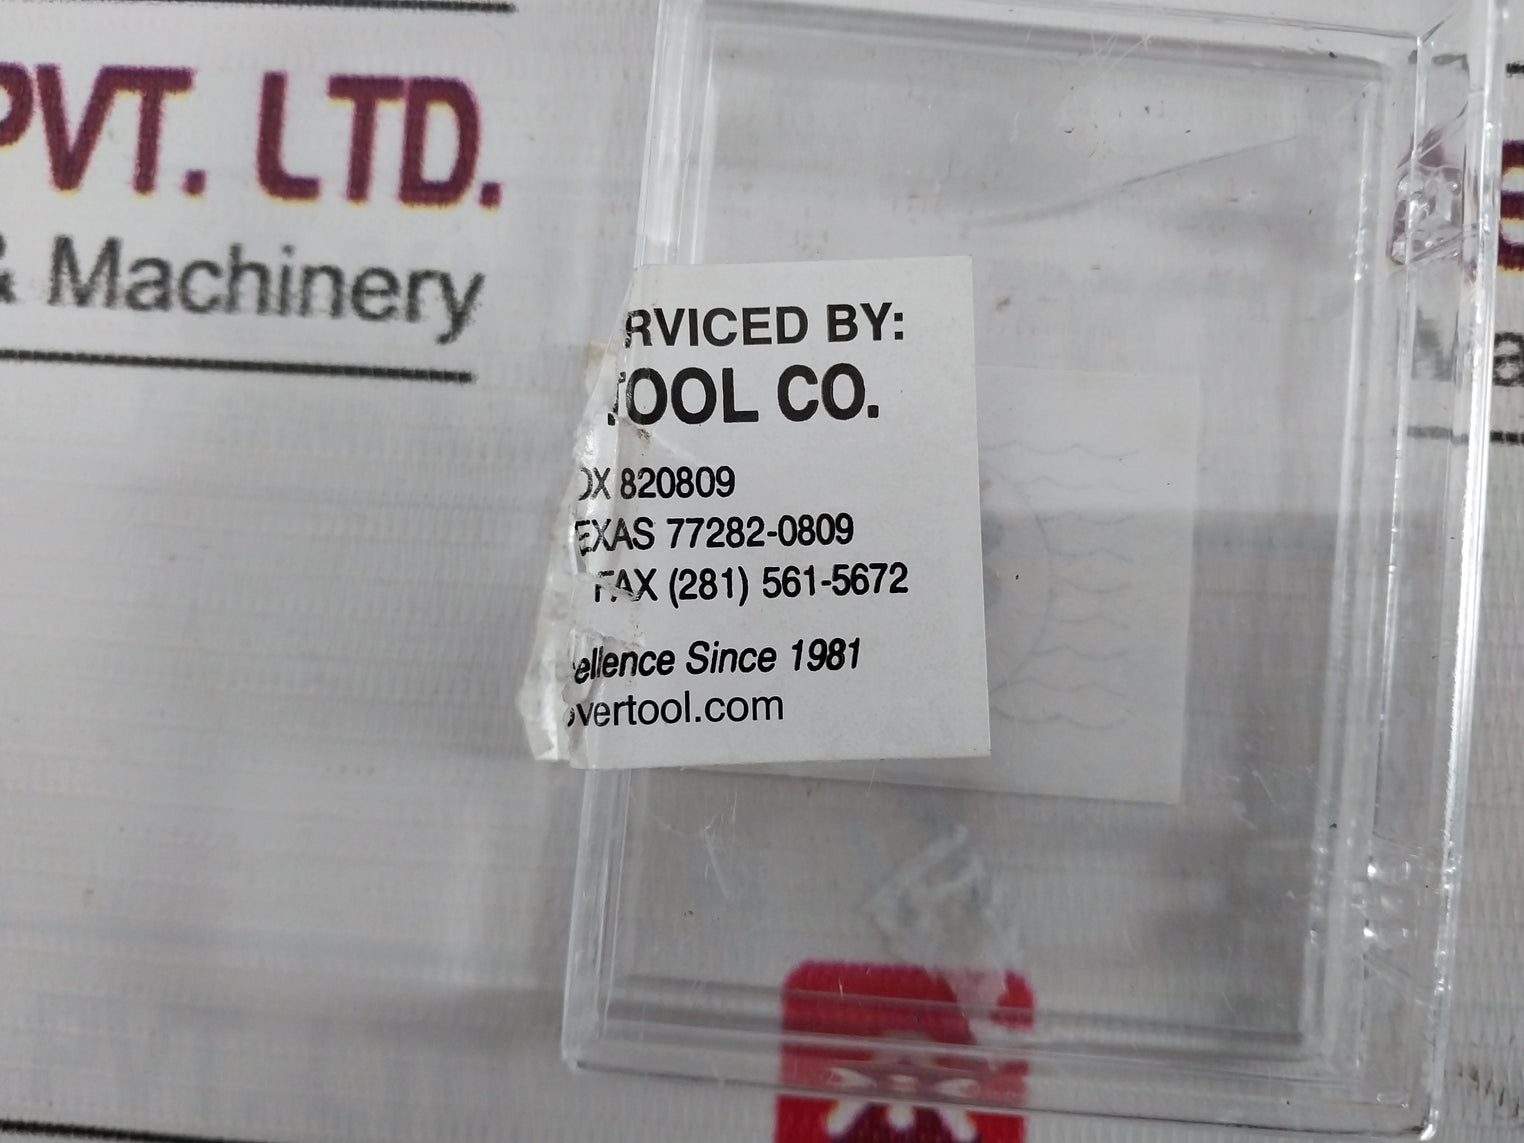 PVT. LTD.
& Machinery
RVICED BY:
TOOL CO.
OX 820809
EXAS 77282-0809
FAX (281) 561-5672
ellence Since 1981
overtool.com